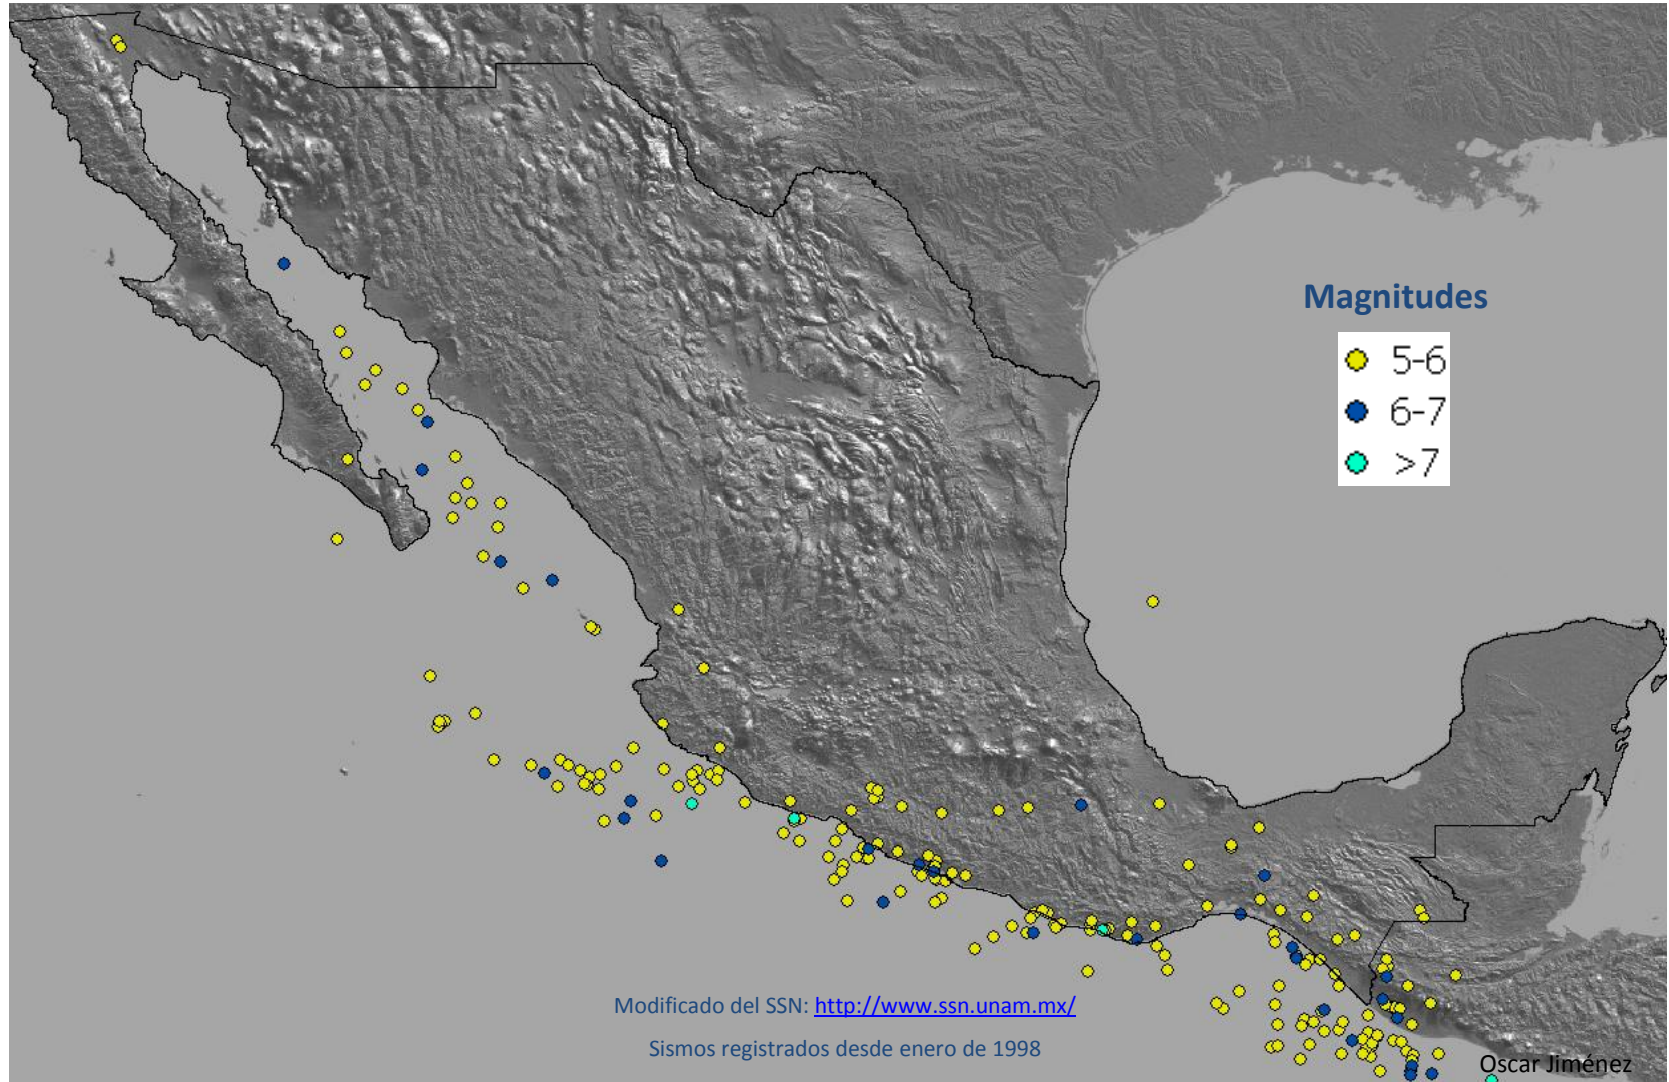 Magnitudes
5-6
6-7
>7
Modificado del SSN: http://www.ssn.unam.mx/
Sismos registrados desde enero de 1998
Oscar Jiménez